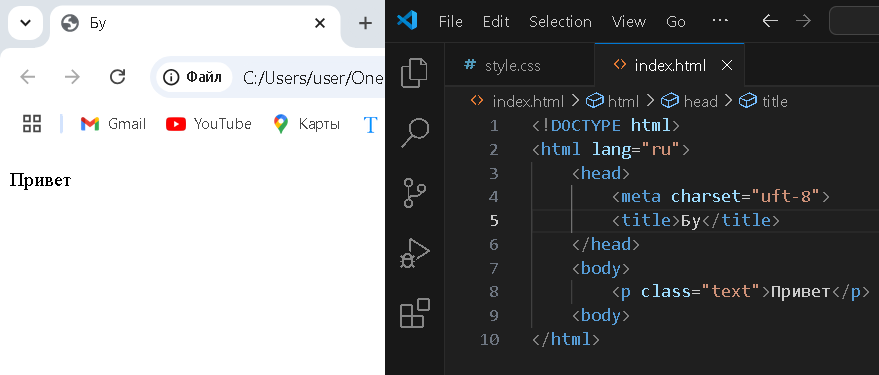 Бу
Файл C:/Users/user/One
Gmail YouTube Карты T
Привет
File Edit Selection View Go ...
# style.css <> index.html
<> index.html > html > head > title
1 <!DOCTYPE html>
2 <html lang="ru">
3 <head>
4 <meta charset="uft-8">
5 <title>Бу</title>
6 </head>
7 <body>
8 <p class="text">Привет</p>
9 <body>
10 </html>